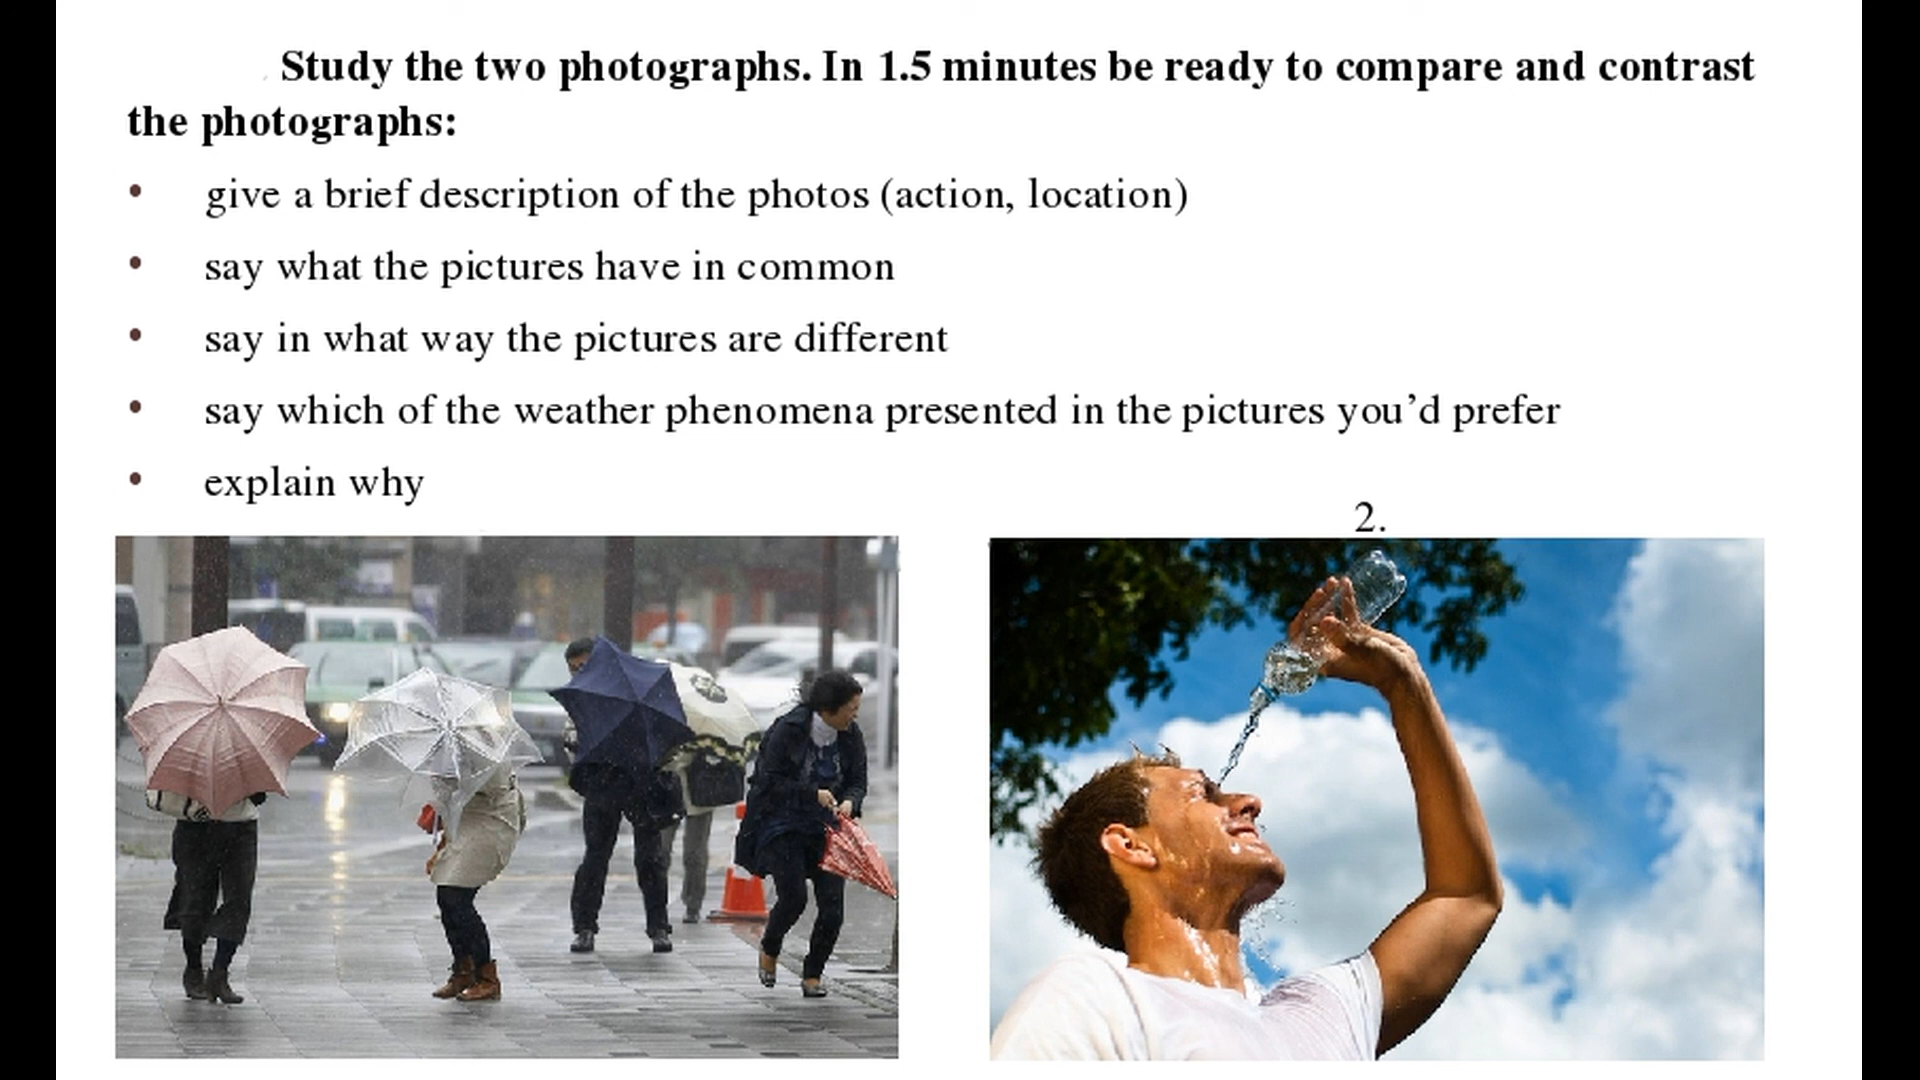 Study the two photographs. In 1.5 minutes be ready to compare and contrast
the photographs:
• give a brief description of the photos (action, location)
• say what the pictures have in common
• say in what way the pictures are different
• say which of the weather phenomena presented in the pictures you’d prefer
• explain why
2.